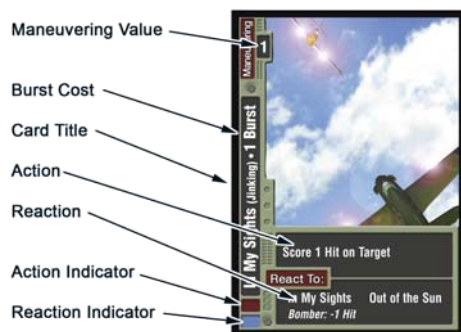 Maneuvering Value
Burst Cost
Card Title
Action
Reaction
Action Indicator
Reaction Indicator
Maneuvering
1
My Sights (Jinking) • 1 Burst
Score 1 Hit on Target
React To:
My Sights Out of the Sun
Bomber: -1 Hit